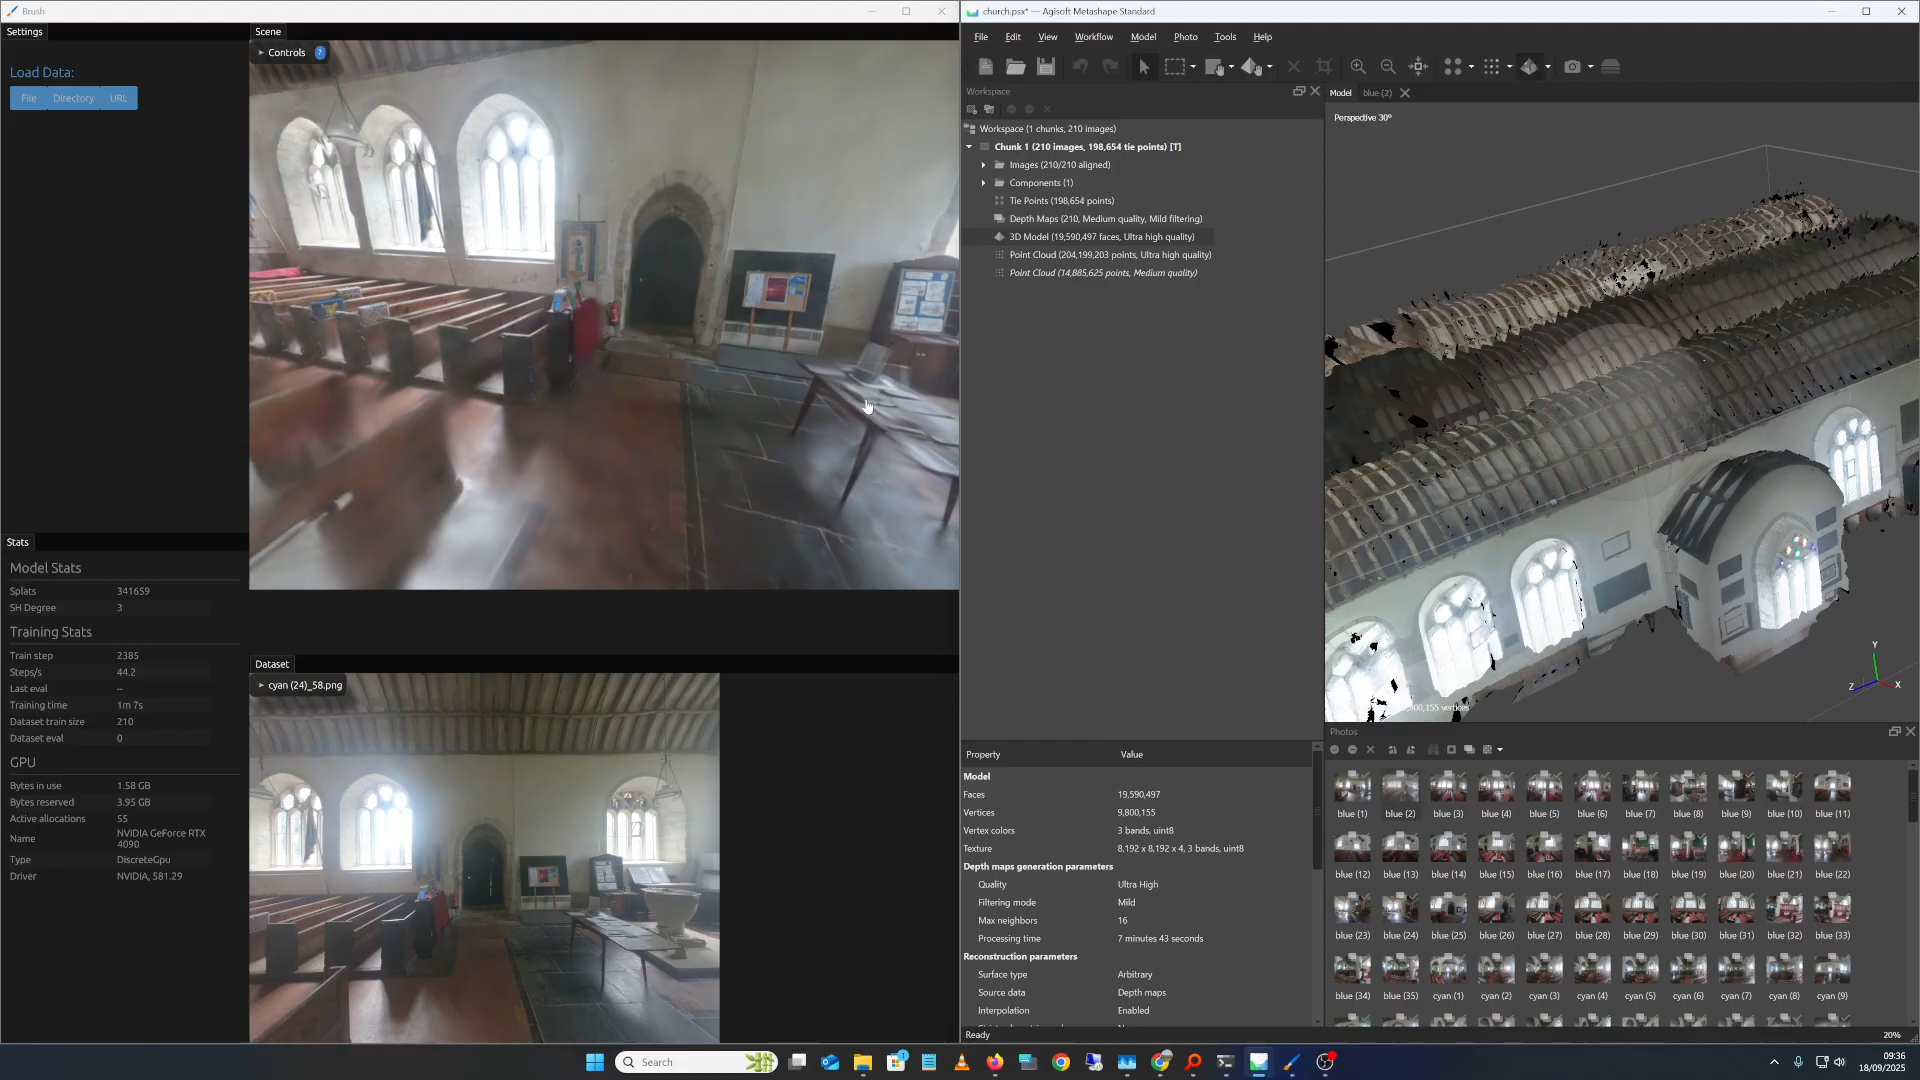 Brush
Settings
Load Data:
File Directory URL
Scene
Controls ?
Stats
Model Stats
Splats 341659
SH Degree 3
Training Stats
Train step 2385
Steps/s 44.2
Last eval --
Training time 1m 7s
Dataset train size 210
Dataset eval 0
GPU
Bytes in use 1.58 GB
Bytes reserved 3.95 GB
Active allocations 55
Name NVIDIA GeForce RTX
4090
Type DiscreteGpu
Driver NVIDIA, 581.29
Dataset
cyan (24)_58.png
church.psx* — Agisoft Metashape Standard
File Edit View Workflow Model Photo Tools Help
Workspace
Workspace (1 chunks, 210 images)
Chunk 1 (210 images, 198,654 tie points) [T]
Images (210/210 aligned)
Components (1)
Tie Points (198,654 points)
Depth Maps (210, Medium quality, Mild filtering)
3D Model (19,590,497 faces, Ultra high quality)
Point Cloud (204,199,203 points, Ultra high quality)
Point Cloud (14,885,625 points, Medium quality)
Property Value
Model
Faces 19,590,497
Vertices 9,800,155
Vertex colors 3 bands, uint8
Texture 8,192 x 8,192 x 4, 3 bands, uint8
Depth maps generation parameters
Quality Ultra High
Filtering mode Mild
Max neighbors 16
Processing time 7 minutes 43 seconds
Reconstruction parameters
Surface type Arbitrary
Source data Depth maps
Interpolation Enabled
Ready
Model blue (2)
Perspective 30°
vertices
Y
Z X
Photos
blue (1) blue (2) blue (3) blue (4) blue (5) blue (6) blue (7) blue (8) blue (9) blue (10) blue (11)
blue (12) blue (13) blue (14) blue (15) blue (16) blue (17) blue (18) blue (19) blue (20) blue (21) blue (22)
blue (23) blue (24) blue (25) blue (26) blue (27) blue (28) blue (29) blue (30) blue (31) blue (32) blue (33)
blue (34) blue (35) cyan (1) cyan (2) cyan (3) cyan (4) cyan (5) cyan (6) cyan (7) cyan (8) cyan (9)
20%
Search
09:36
18/09/2025